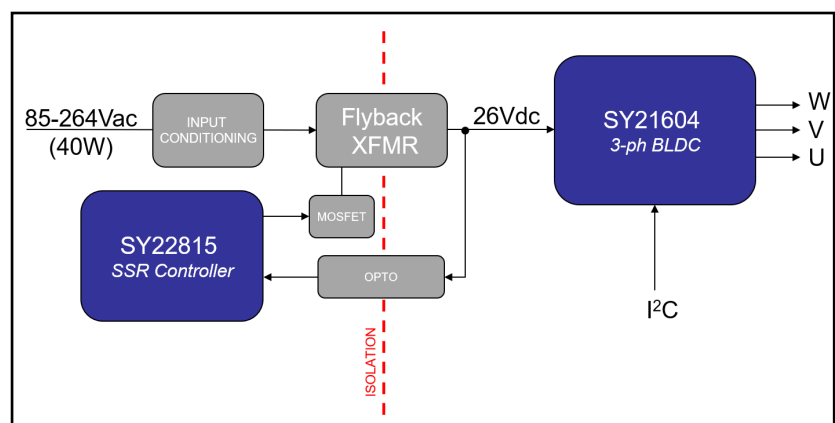 85-264Vac
(40W)
INPUT
CONDITIONING
Flyback
XFMR
26Vdc
SY21604
3-ph BLDC
W
V
U
MOSFET
SY22815
SSR Controller
OPTO
I²C
ISOLATION